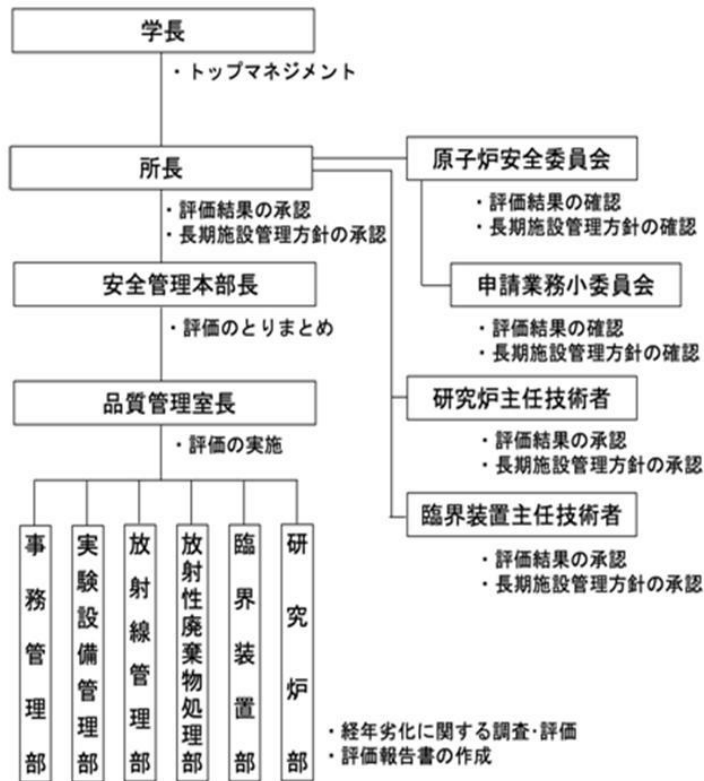 学長
・トップマネジメント
所長
・評価結果の承認
・長期施設管理方針の承認
原子炉安全委員会
・評価結果の確認
・長期施設管理方針の確認
安全管理本部長
・評価のとりまとめ
申請業務小委員会
・評価結果の確認
・長期施設管理方針の確認
品質管理室長
・評価の実施
研究炉主任技術者
・評価結果の承認
・長期施設管理方針の承認
臨界装置主任技術者
・評価結果の承認
・長期施設管理方針の承認
事務管理部
実験設備管理部
放射線管理部
放射性廃棄物処理部
臨界装置部
研究炉部
・経年劣化に関する調査・評価
・評価報告書の作成